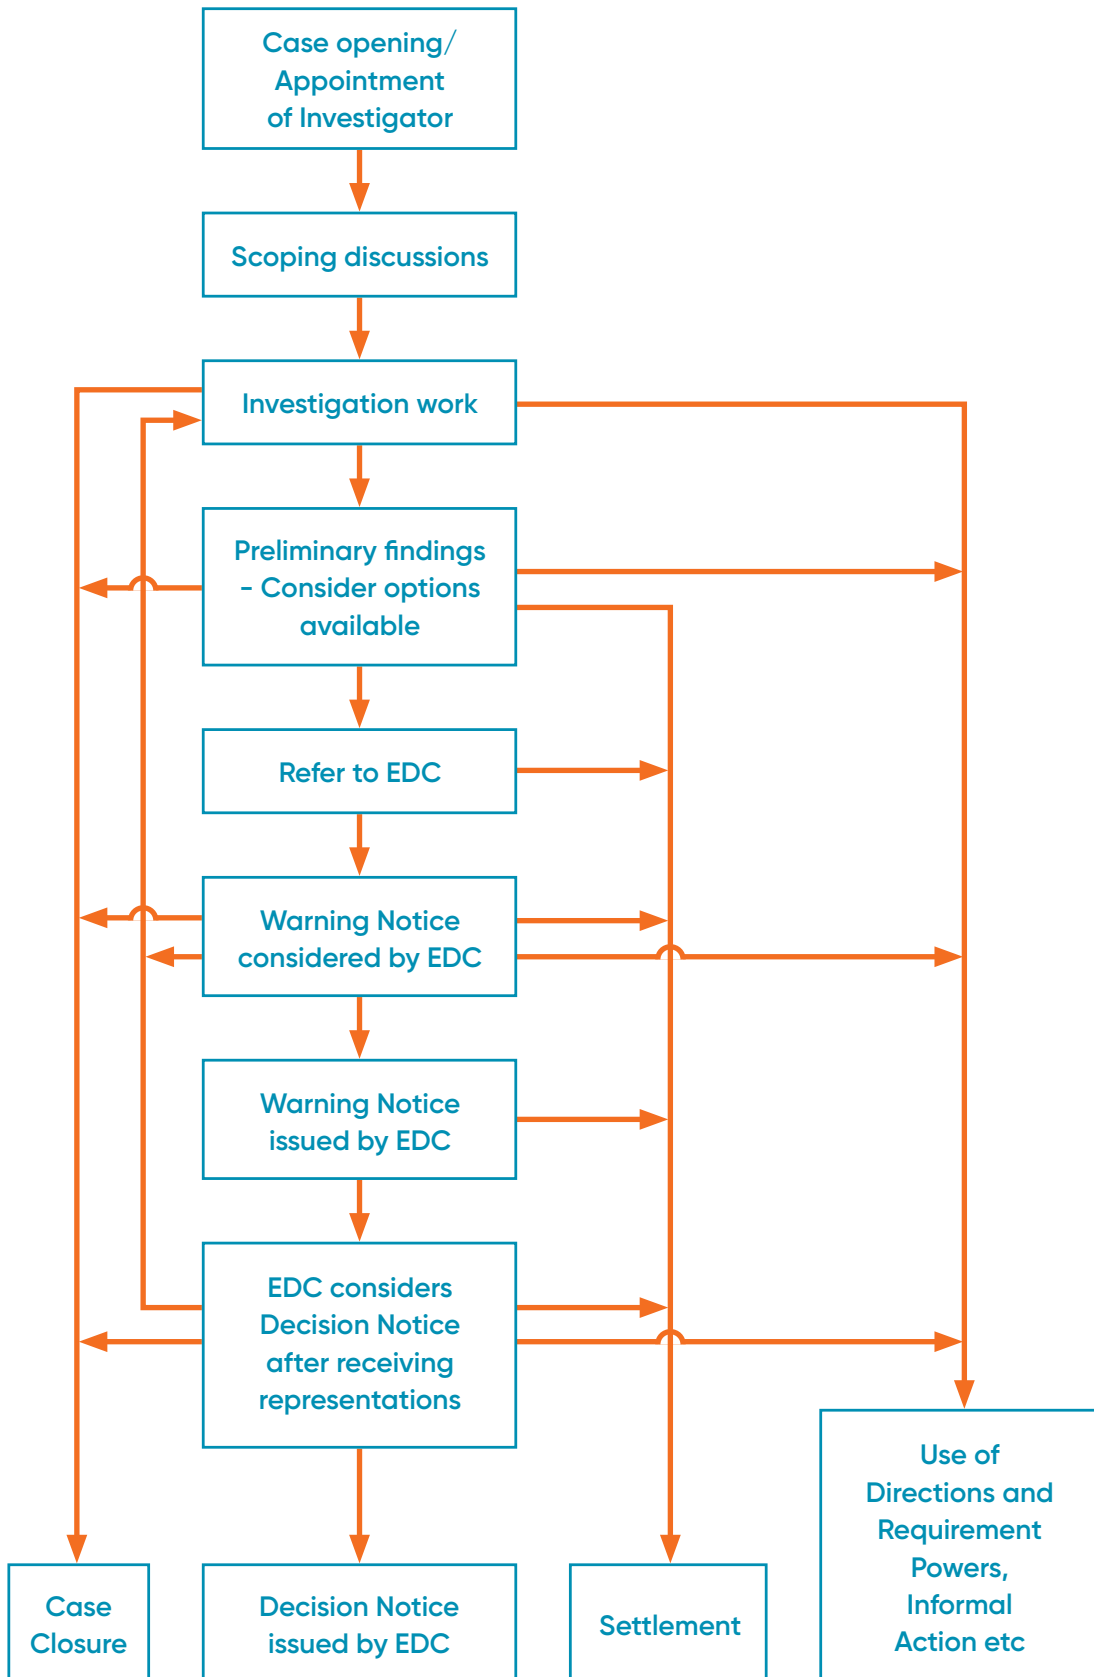 Case opening/
Appointment
of Investigator
Scoping discussions
Investigation work
Preliminary findings
- Consider options
available
Refer to EDC
Warning Notice
considered by EDC
Warning Notice
issued by EDC
EDC considers
Decision Notice
after receiving
representations
Case
Closure
Decision Notice
issued by EDC
Settlement
Use of
Directions and
Requirement
Powers,
Informal
Action etc